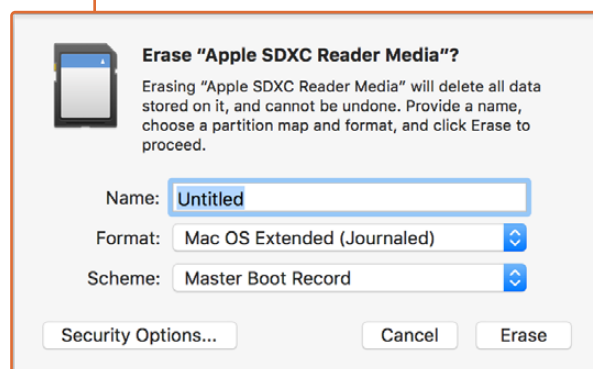 Erase “Apple SDXC Reader Media”?
Erasing “Apple SDXC Reader Media” will delete all data
stored on it, and cannot be undone. Provide a name,
choose a partition map and format, and click Erase to
proceed.
Name: Untitled
Format: Mac OS Extended (Journaled)
Scheme: Master Boot Record
Security Options... Cancel Erase